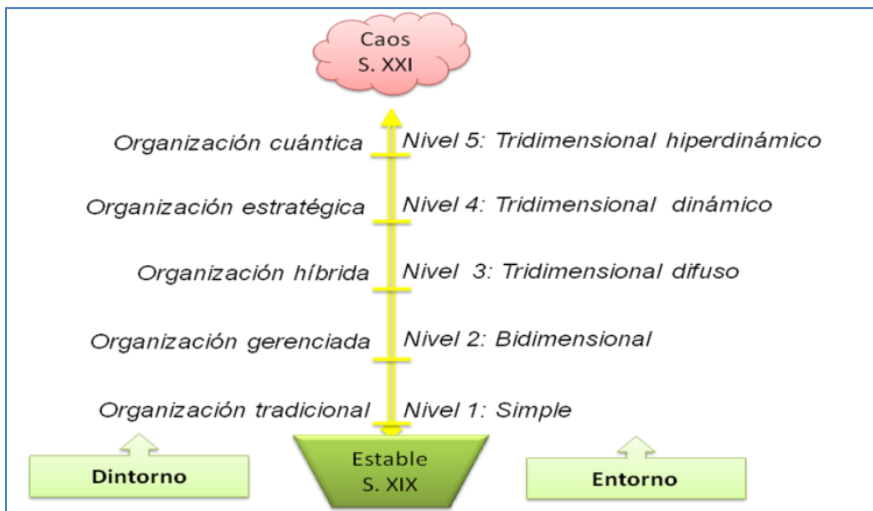 Caos
S. XXI
Organización cuántica
Nivel 5: Tridimensional hiperdinámico
Organización estratégica
Nivel 4: Tridimensional dinámico
Organización híbrida
Nivel 3: Tridimensional difuso
Organización gerenciada
Nivel 2: Bidimensional
Organización tradicional
Nivel 1: Simple
Dintorno
Estable
S. XIX
Entorno